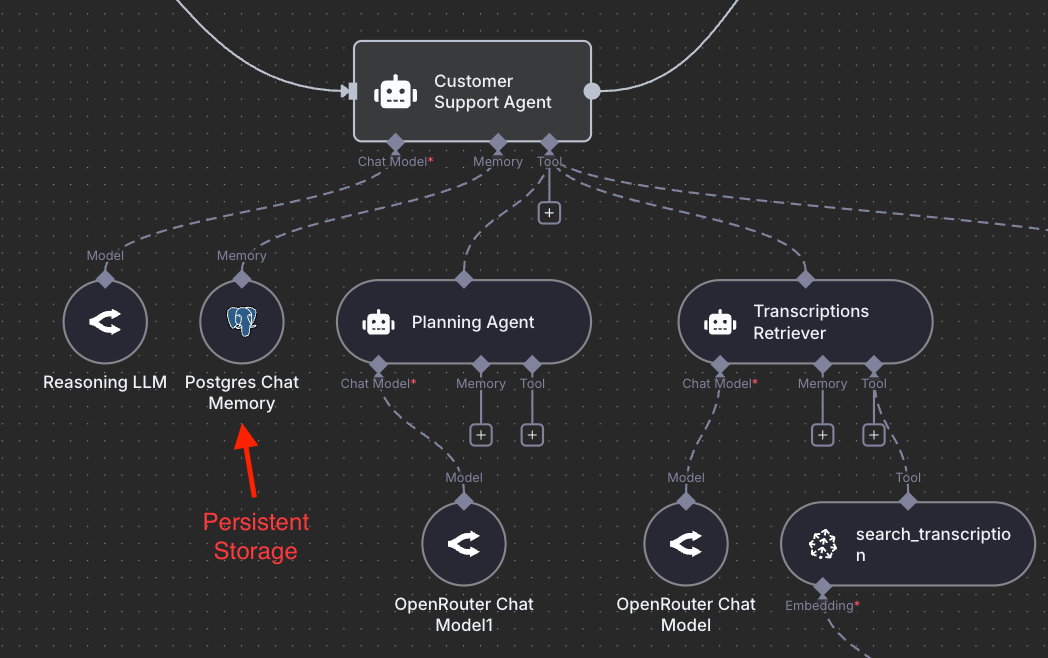 Customer
Support Agent
Chat Model*
Memory
Tool
+
Model
Memory
Planning Agent
Transcriptions
Retriever
Reasoning LLM
Postgres Chat
Memory
Chat Model*
Memory
Tool
Chat Model*
Memory
Tool
+
+
+
+
Persistent
Storage
Model
Model
Tool
search_transcriptio
n
OpenRouter Chat
Model1
OpenRouter Chat
Model
Embedding*